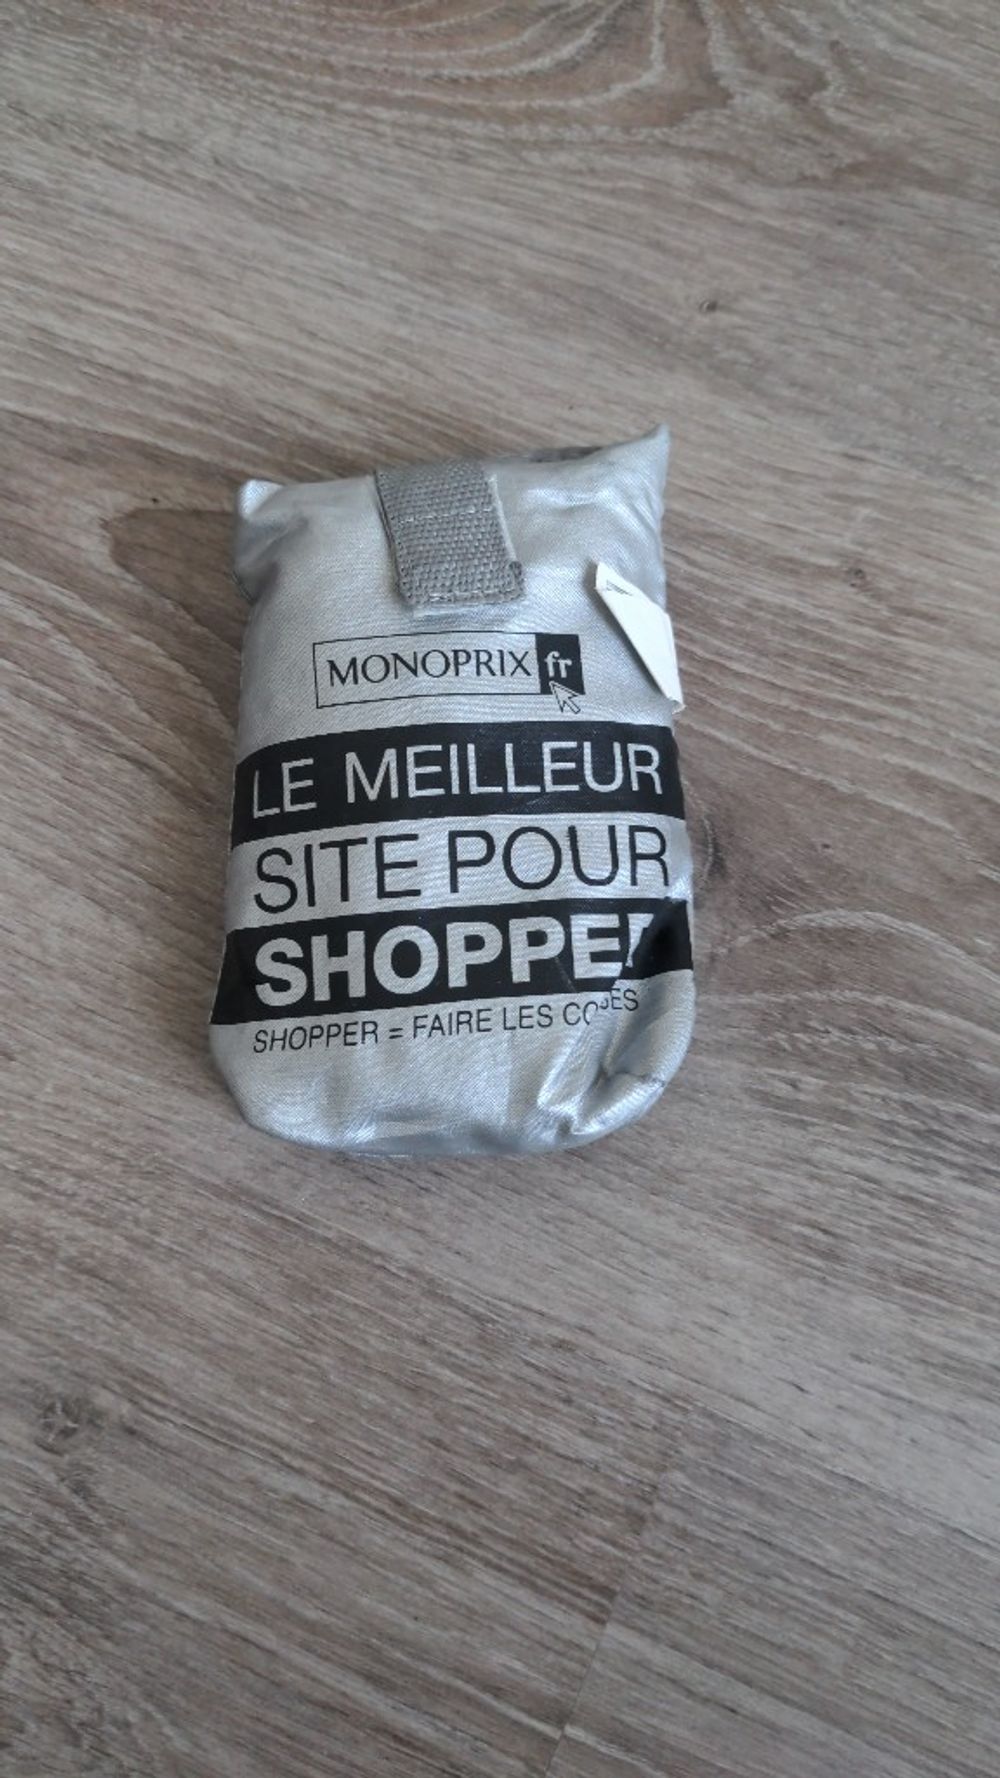 MONOPRIX fr
LE MEILLEUR
SITE POUR
SHOPPER
SHOPPER = FAIRE LES